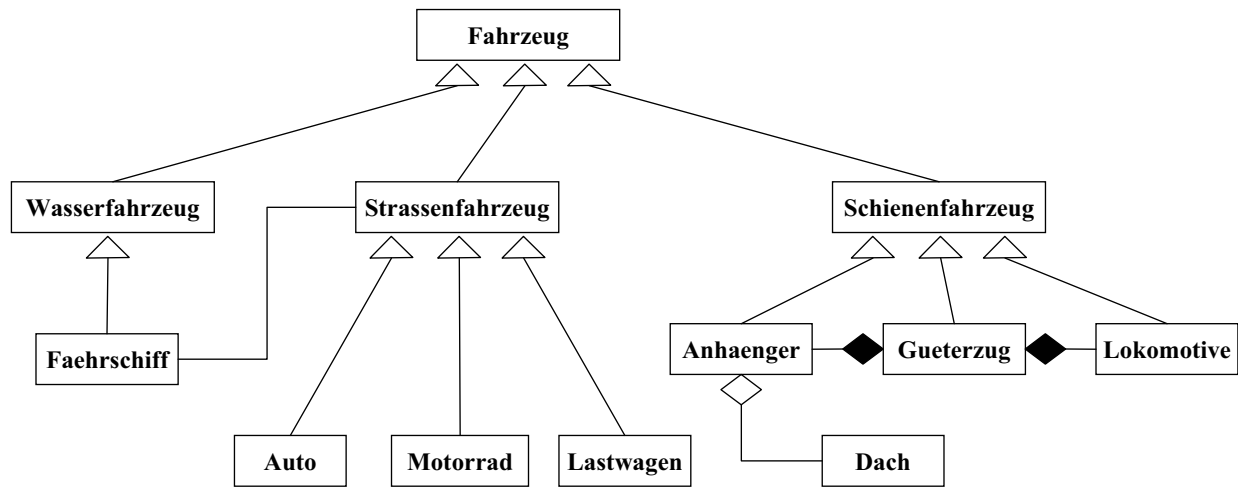 Fahrzeug
Wasserfahrzeug
Strassenfahrzeug
Schienenfahrzeug
Faehrschiff
Anhaenger
Gueterzug
Lokomotive
Auto
Motorrad
Lastwagen
Dach